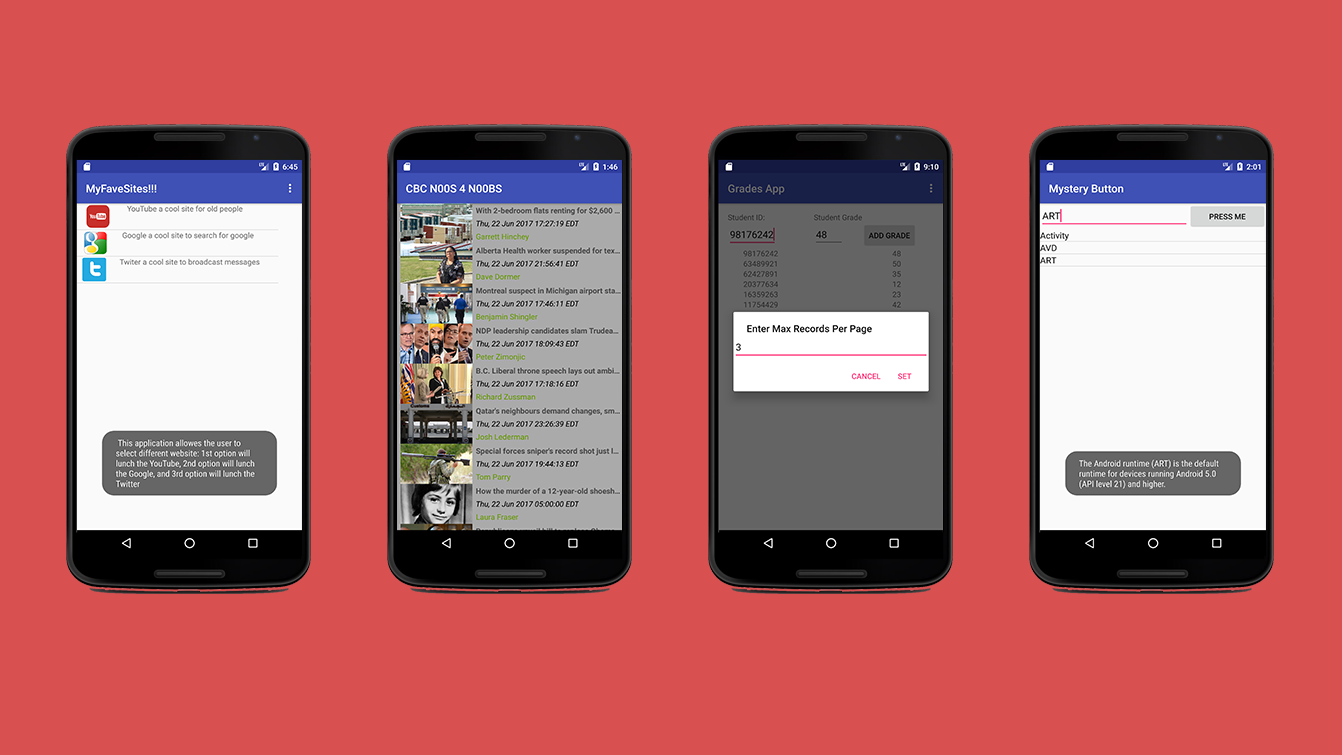 6:45
MyFaveSites!!!
You Tube
YouTube a cool site for old people
Google a cool site to search for google
Twiter a cool site to broadcast messages
This application allowes the user to
select different website: 1st option will
lunch the YouTube, 2nd option will lunch
the Google, and 3rd option will lunch the
Twitter
1:46
CBC N00S 4 N00BS
With 2-bedroom flats renting for $2,600 ...
Thu, 22 Jun 2017 17:27:19 EDT
Garrett Hinchey
Alberta Health worker suspended for tex...
Thu, 22 Jun 2017 21:56:41 EDT
Dave Dormer
Montreal suspect in Michigan airport sta...
Thu, 22 Jun 2017 17:46:11 EDT
Benjamin Shingler
NDP leadership candidates slam Trudea...
Thu, 22 Jun 2017 18:09:43 EDT
Peter Zimonjic
B.C. Liberal throne speech lays out ambi...
Thu, 22 Jun 2017 17:18:16 EDT
Richard Zussman
Qatar's neighbours demand changes, sm...
Thu, 22 Jun 2017 23:26:39 EDT
Josh Lederman
Special forces sniper's record shot just I...
Thu, 22 Jun 2017 19:44:13 EDT
Tom Parry
How the murder of a 12-year-old shoesh...
Thu, 22 Jun 2017 05:00:00 EDT
Laura Fraser
9:10
Grades App
Student ID: Student Grade
98176242 48 ADD GRADE
98176242 48
63489921 50
62427891 35
20377634 12
16359263 23
11754429 42
Enter Max Records Per Page
3
CANCEL SET
2:01
Mystery Button
ART PRESS ME
Activity
AVD
ART
The Android runtime (ART) is the default
runtime for devices running Android 5.0
(API level 21) and higher.